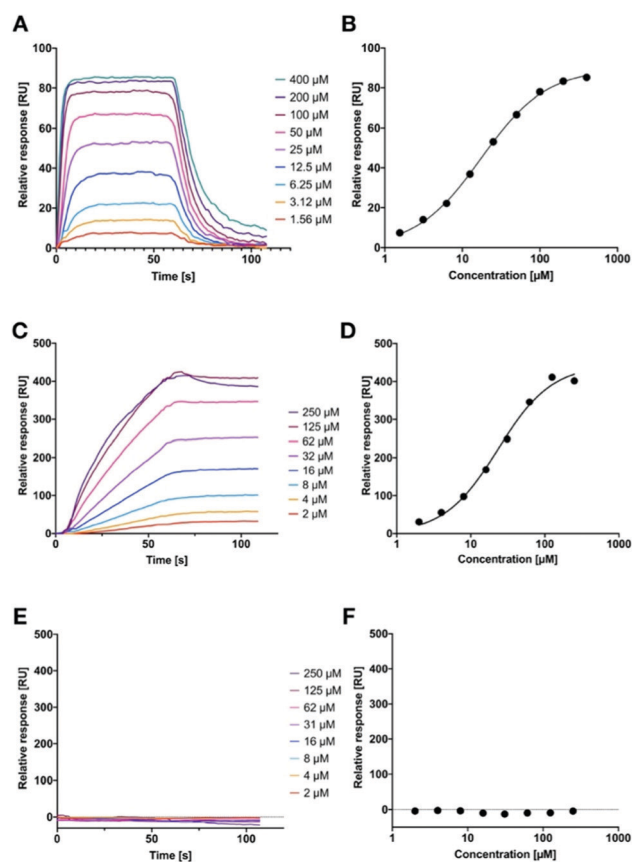 A
Relative response [RU]
100
80
60
40
20
0
0
50
100
Time [s]
400 µM
200 µM
100 µM
50 µM
25 µM
12.5 µM
6.25 µM
3.12 µM
1.56 µM
B
Relative response [RU]
100
80
60
40
20
0
1
10
100
1000
Concentration [µM]
C
Relative response [RU]
500
400
300
200
100
0
0
50
100
Time [s]
250 µM
125 µM
62 µM
32 µM
16 µM
8 µM
4 µM
2 µM
D
Relative response [RU]
500
400
300
200
100
0
1
10
100
1000
Concentration [µM]
E
Relative response [RU]
500
400
300
200
100
0
0
50
100
Time [s]
250 µM
125 µM
62 µM
31 µM
16 µM
8 µM
4 µM
2 µM
F
Relative response [RU]
500
400
300
200
100
0
1
10
100
1000
Concentration [µM]